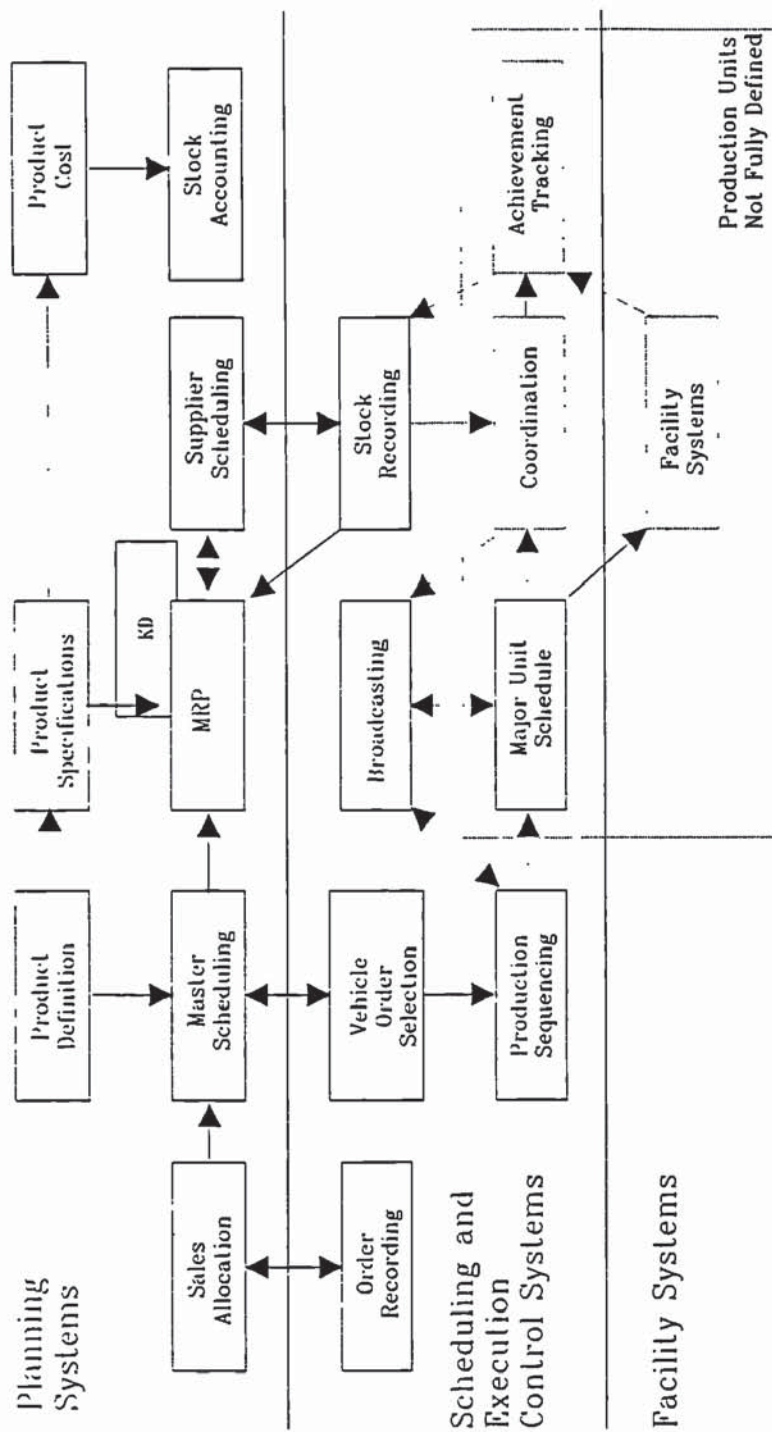 Planning
Systems
Product
Definition
Product
Specifications
Product
Cost
KD
Sales
Allocation
Master
Scheduling
MRP
Supplier
Scheduling
Stock
Accounting
Order
Recording
Vehicle
Order
Selection
Broadcasting
Stock
Recording
Scheduling and
Execution
Control Systems
Production
Sequencing
Major Unit
Schedule
Coordination
Achievement
Tracking
Facility Systems
Facility
Systems
Production Units
Not Fully Defined